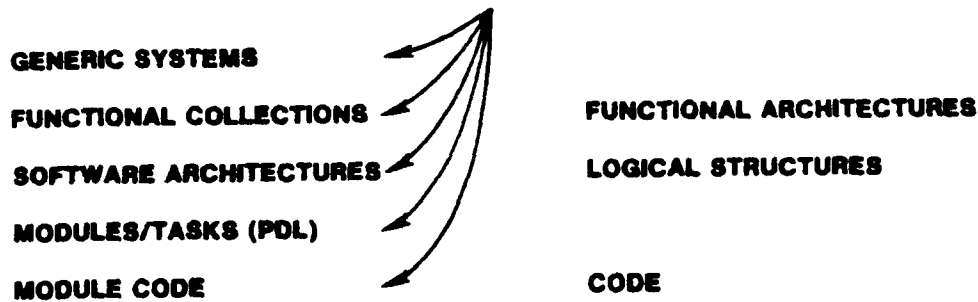 GENERIC SYSTEMS
FUNCTIONAL COLLECTIONS
SOFTWARE ARCHITECTURES
MODULES/TASKS (PDL)
MODULE CODE
FUNCTIONAL ARCHITECTURES
LOGICAL STRUCTURES
CODE